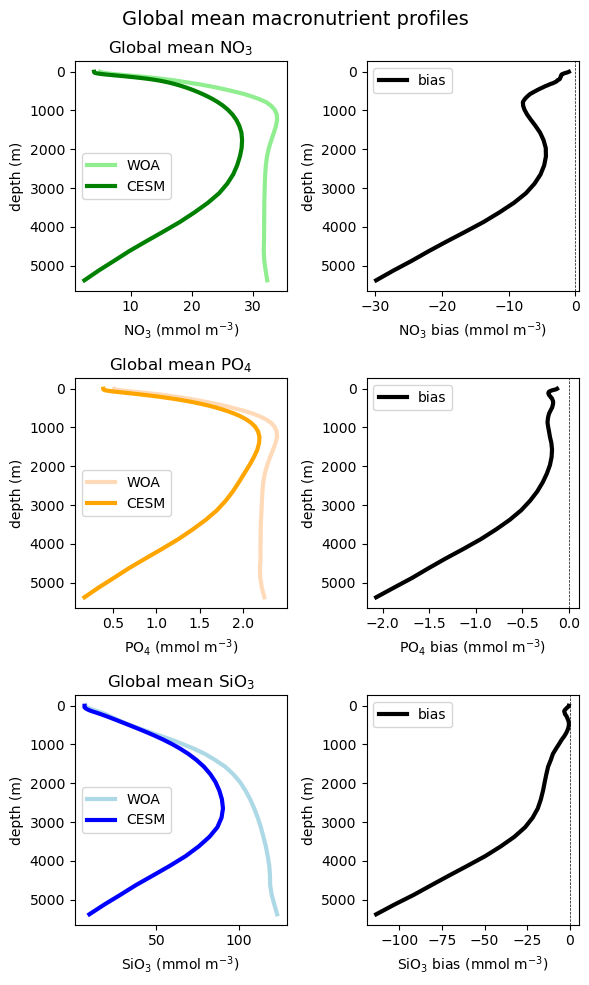 Global mean macronutrient profiles
Global mean NO₃
0
1000
2000
3000
4000
5000
depth (m)
WOA
CESM
10
20
30
NO₃ (mmol m⁻³)
0
1000
2000
3000
4000
5000
depth (m)
bias
−30
−20
−10
0
NO₃ bias (mmol m⁻³)
Global mean PO₄
0
1000
2000
3000
4000
5000
depth (m)
WOA
CESM
0.5
1.0
1.5
2.0
PO₄ (mmol m⁻³)
0
1000
2000
3000
4000
5000
depth (m)
bias
−2.0
−1.5
−1.0
−0.5
0.0
PO₄ bias (mmol m⁻³)
Global mean SiO₃
0
1000
2000
3000
4000
5000
depth (m)
WOA
CESM
50
100
SiO₃ (mmol m⁻³)
0
1000
2000
3000
4000
5000
depth (m)
bias
−100
−75
−50
−25
0
SiO₃ bias (mmol m⁻³)